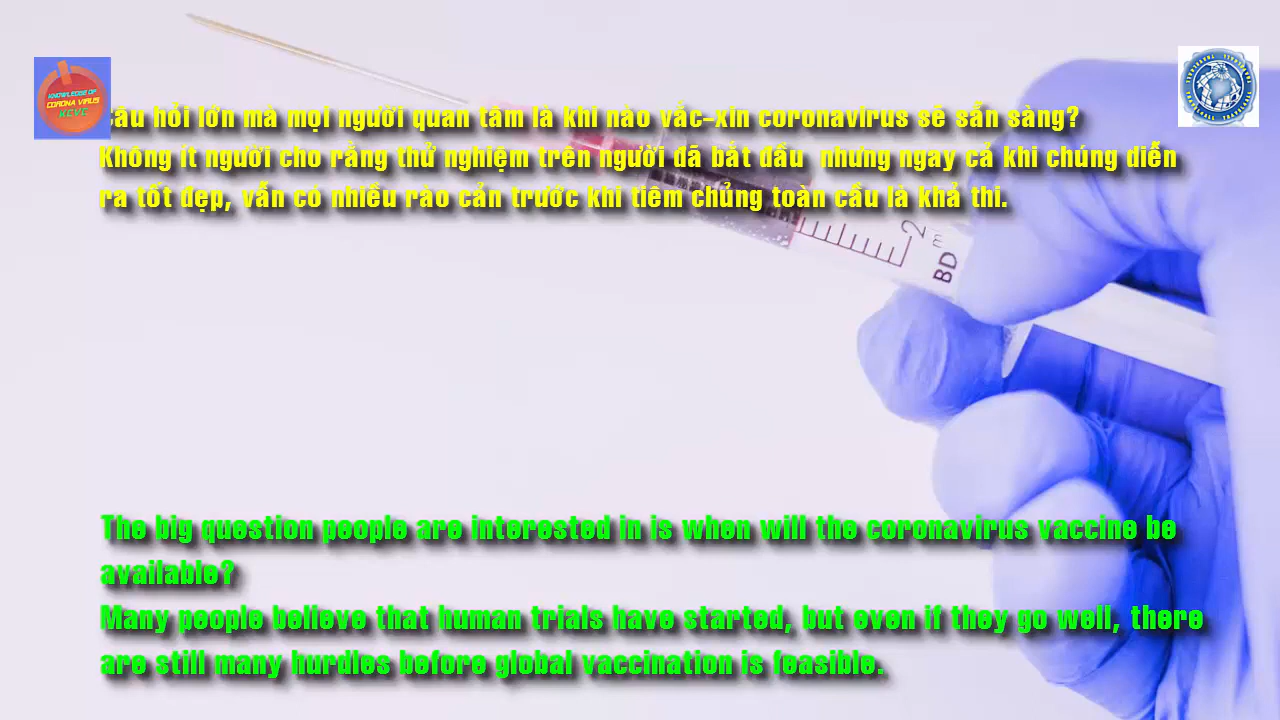 KNOWLEDGE OF
CORONA VIRUS
KCVC
Câu hỏi lớn mà mọi người quan tâm là khi nào vắc-xin coronavirus sẽ sẵn sàng?
Không ít người cho rằng thử nghiệm trên người đã bắt đầu nhưng ngay cả khi chúng diễn
ra tốt đẹp, vẫn có nhiều rào cản trước khi tiêm chủng toàn cầu là khả thi.
2
m
BD
The big question people are interested in is when will the coronavirus vaccine be
available?
Many people believe that human trials have started, but even if they go well, there
are still many hurdles before global vaccination is feasible.